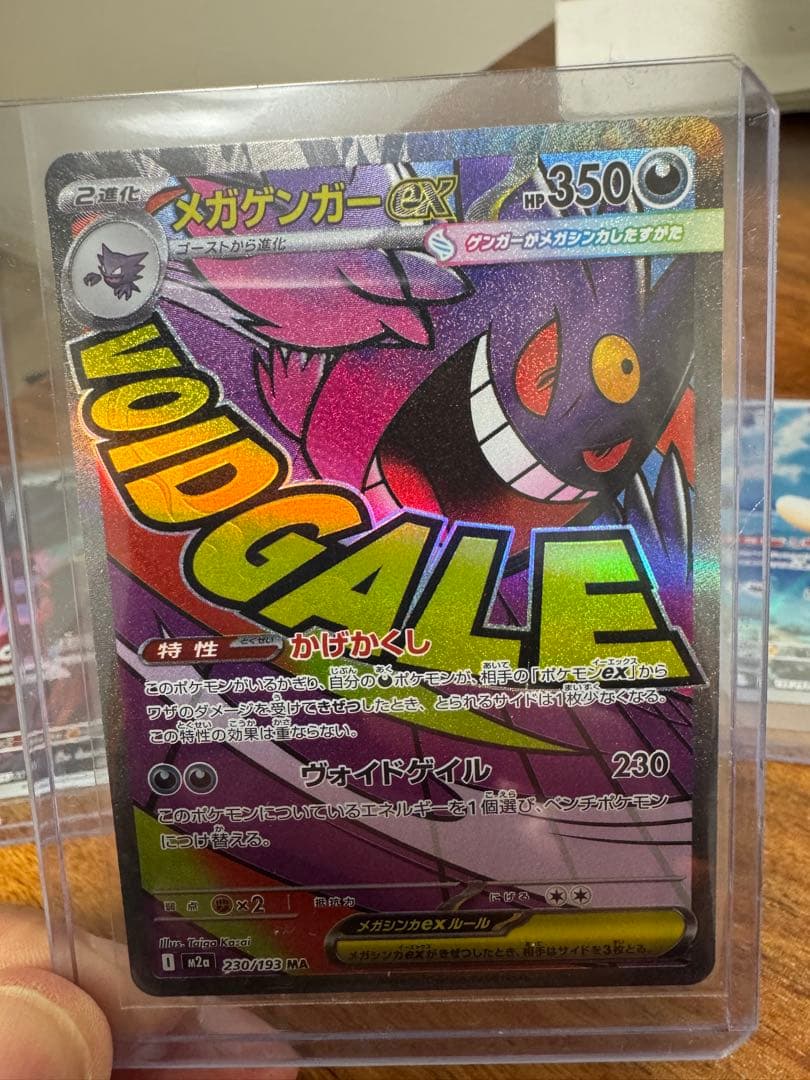 2進化
メガゲンガーex
HP350
ゴーストから進化
ゲンガーがメガシンカしたすがた
VOIDGALE
特性 とくせい かげかくし
このポケモンがいるかぎり、自分の悪ポケモンが、相手の「ポケモンex」から
ワザのダメージを受けてきぜつしたとき、とられるサイドは1枚少なくなる。
この特性の効果は重ならない。
ヴォイドゲイル 230
このポケモンについているエネルギーを1個選び、ベンチポケモン
につけ替える。
弱点 ×2 抵抗力 にげる
メガシンカexルール
メガシンカexがきぜつしたとき、相手はサイドを3枚とる。
Illus. Taiga Kasai
I m2a 230/193 MA